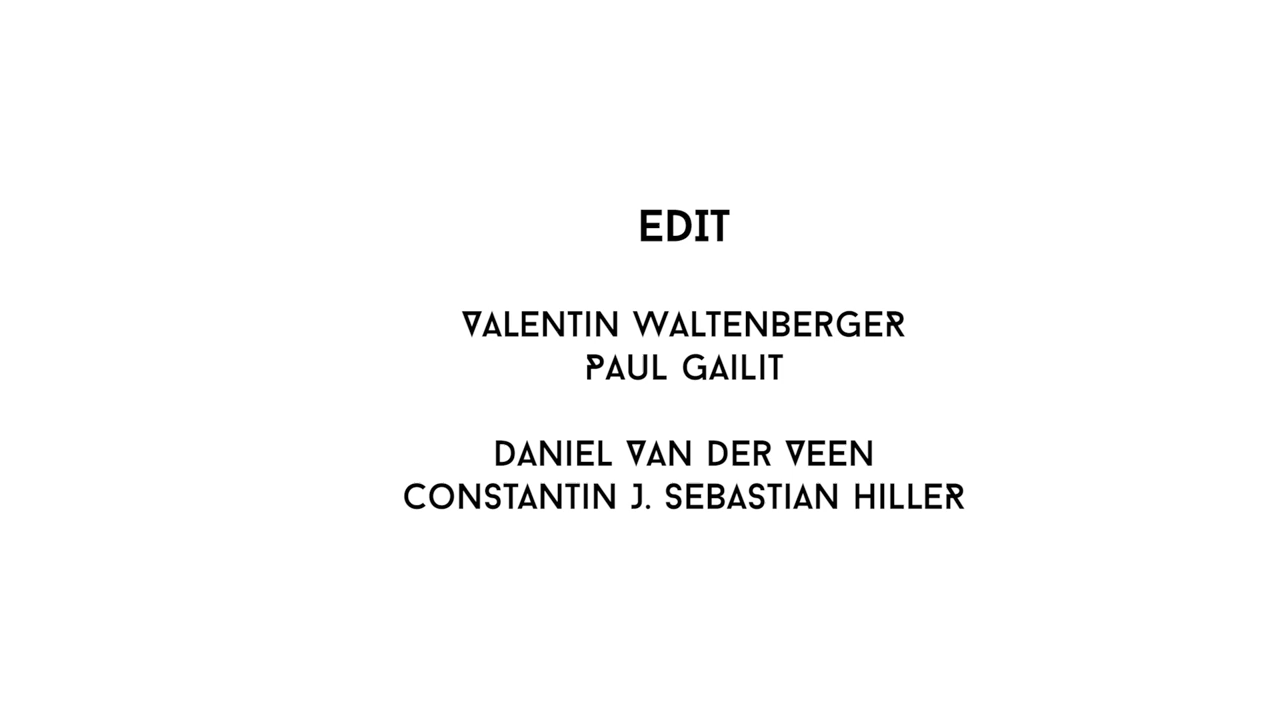 EDIT
VALENTIN WALTENBERGER
PAUL GAILIT
DANIEL VAN DER VEEN
CONSTANTIN J. SEBASTIAN HILLER